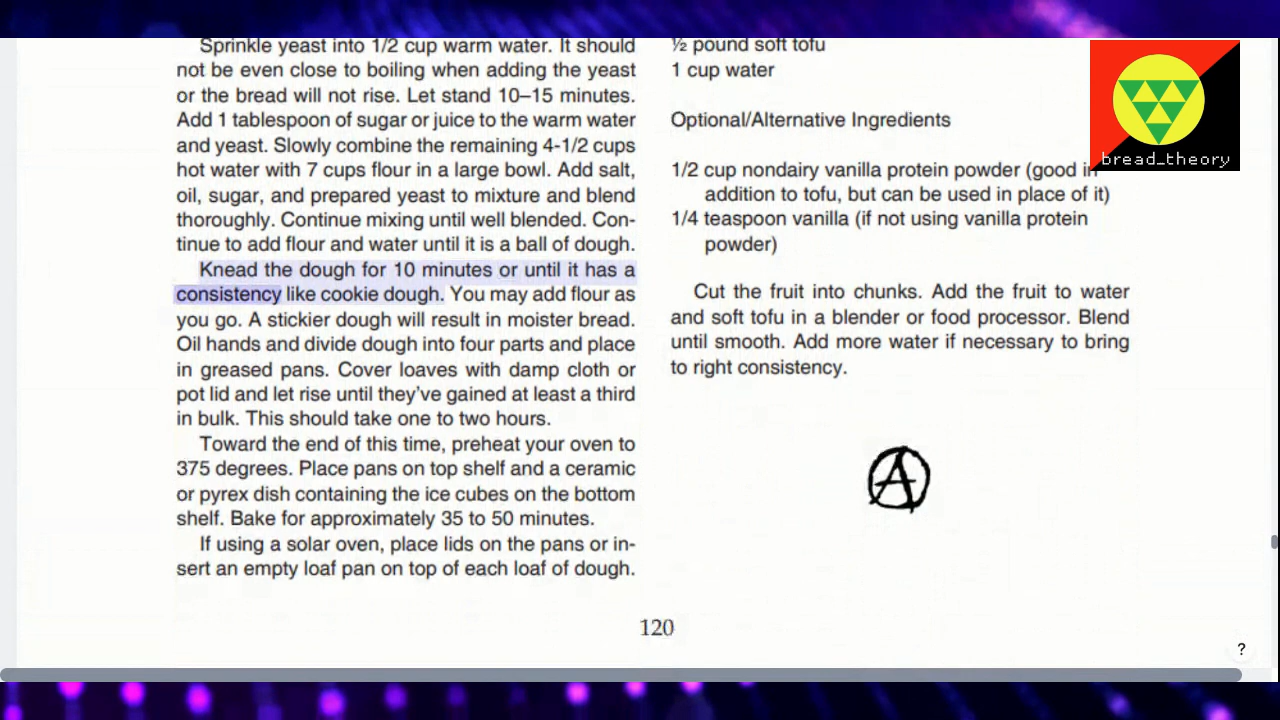 Sprinkle yeast into 1/2 cup warm water. It should
not be even close to boiling when adding the yeast
or the bread will not rise. Let stand 10–15 minutes.
Add 1 tablespoon of sugar or juice to the warm water
and yeast. Slowly combine the remaining 4-1/2 cups
hot water with 7 cups flour in a large bowl. Add salt,
oil, sugar, and prepared yeast to mixture and blend
thoroughly. Continue mixing until well blended. Con-
tinue to add flour and water until it is a ball of dough.
Knead the dough for 10 minutes or until it has a
consistency like cookie dough. You may add flour as
you go. A stickier dough will result in moister bread.
Oil hands and divide dough into four parts and place
in greased pans. Cover loaves with damp cloth or
pot lid and let rise until they've gained at least a third
in bulk. This should take one to two hours.
Toward the end of this time, preheat your oven to
375 degrees. Place pans on top shelf and a ceramic
or pyrex dish containing the ice cubes on the bottom
shelf. Bake for approximately 35 to 50 minutes.
If using a solar oven, place lids on the pans or in-
sert an empty loaf pan on top of each loaf of dough.
½ pound soft tofu
1 cup water
Optional/Alternative Ingredients
1/2 cup nondairy vanilla protein powder (good in
addition to tofu, but can be used in place of it)
1/4 teaspoon vanilla (if not using vanilla protein
powder)
Cut the fruit into chunks. Add the fruit to water
and soft tofu in a blender or food processor. Blend
until smooth. Add more water if necessary to bring
to right consistency.
A
120
bread_theory
?